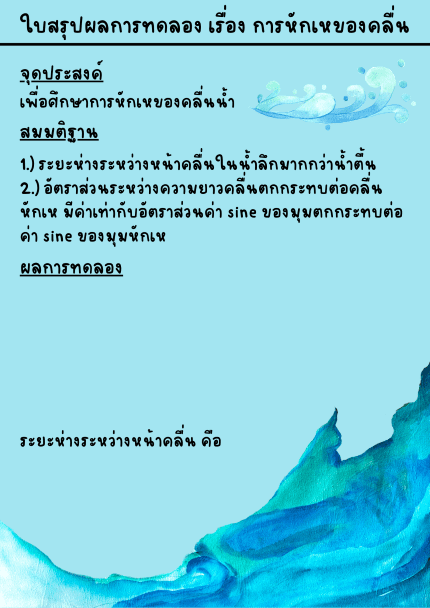 ใบสรุปผลการทดลอง เรื่อง การหักเหของคลื่น
จุดประสงค์
เพื่อศึกษาการหักเหของคลื่นน้ำ
สมมติฐาน
1.) ระยะห่างระหว่างหน้าคลื่นในน้ำลึกมากกว่าน้ำตื้น
2.) อัตราส่วนระหว่างความยาวคลื่นตกกระทบต่อคลื่น
หักเห มีค่าเท่ากับอัตราส่วนค่า sine ของมุมตกกระทบต่อ
ค่า sine ของมุมหักเห
ผลการทดลอง
ระยะห่างระหว่างหน้าคลื่น คือ